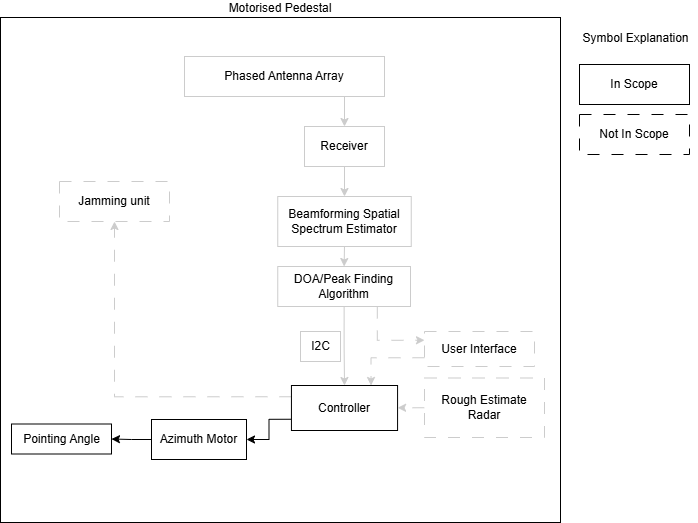 Motorised Pedestal
Symbol Explanation
In Scope
Not In Scope
Phased Antenna Array
Receiver
Jamming unit
Beamforming Spatial
Spectrum Estimator
DOA/Peak Finding
Algorithm
I2C
User Interface
Controller
Rough Estimate
Radar
Pointing Angle
Azimuth Motor